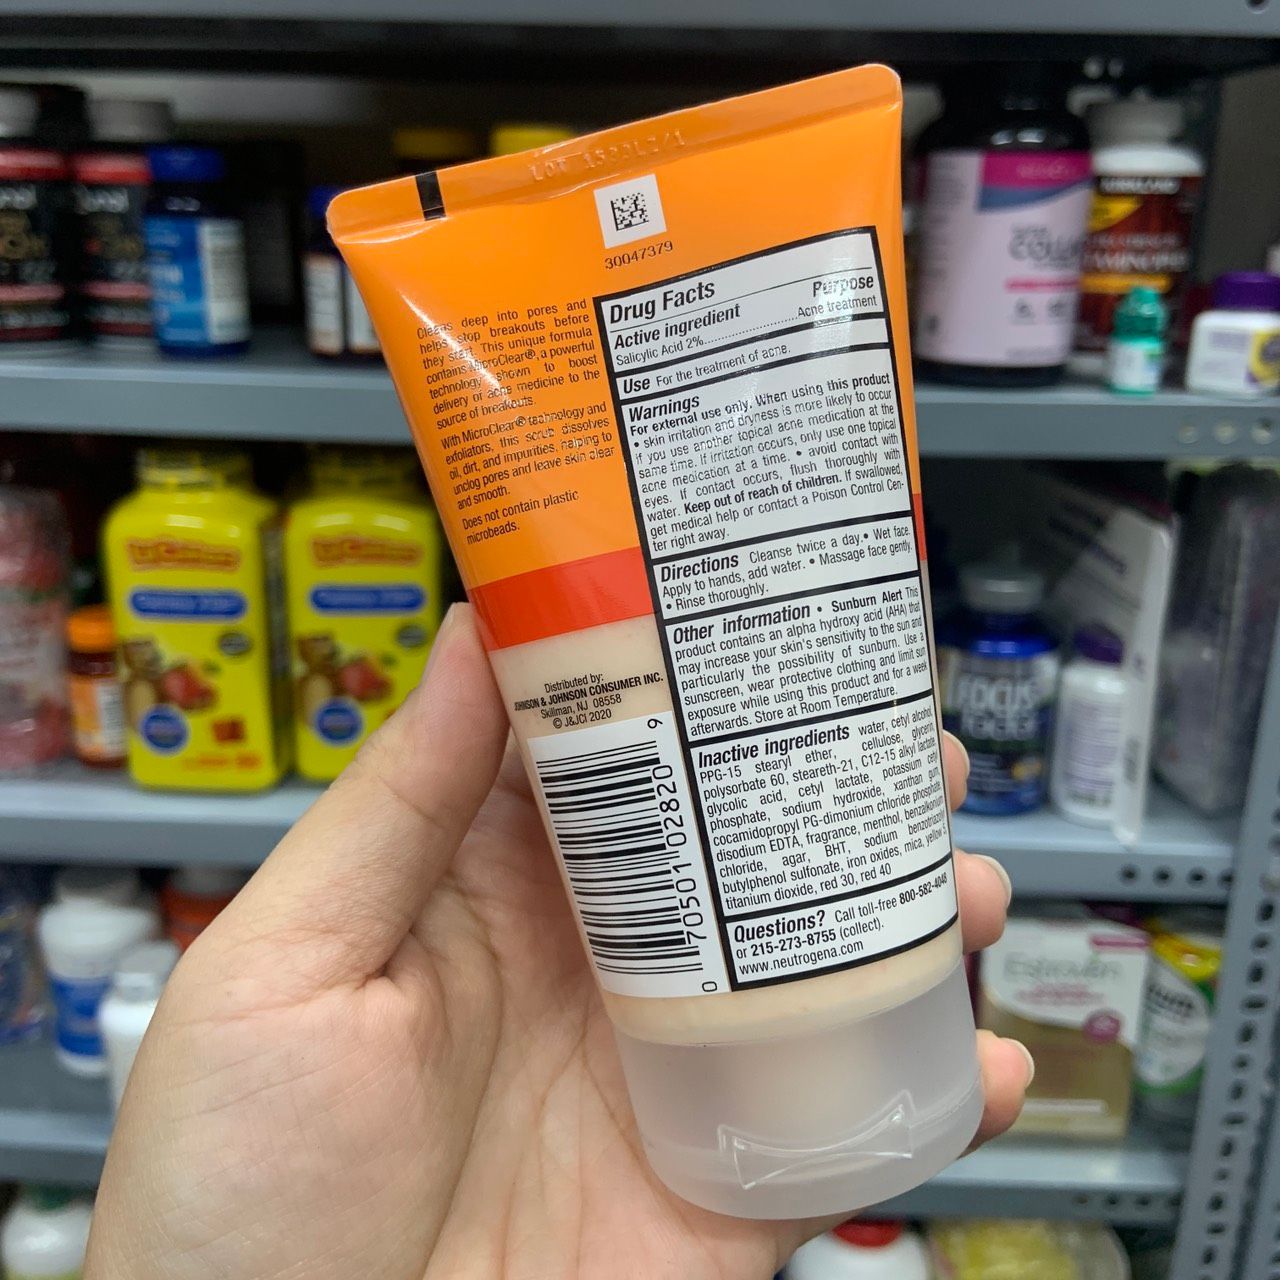 LOT 1533LZ/1
30047379
Cleans deep into pores and
helps stop breakouts before
they start. This unique formula
contains MicroClear®, a powerful
technology shown to boost
delivery of acne medicine to the
source of breakouts.
With MicroClear® technology and
exfoliators, this scrub dissolves
oil, dirt, and impurities, helping to
unclog pores and leave skin clear
and smooth.
Does not contain plastic
microbeads.
Distributed by:
JOHNSON & JOHNSON CONSUMER INC.
Skillman, NJ 08558
© J&JCI 2020
0 70501 02820 9
Drug Facts
Active ingredient Purpose
Salicylic Acid 2%..........................Acne treatment
Use For the treatment of acne.
Warnings
For external use only. When using this product
• skin irritation and dryness is more likely to occur
if you use another topical acne medication at the
same time. If irritation occurs, only use one topical
acne medication at a time. • avoid contact with
eyes. If contact occurs, flush thoroughly with
water. Keep out of reach of children. If swallowed,
get medical help or contact a Poison Control Cen-
ter right away.
Directions Cleanse twice a day.• Wet face.
Apply to hands, add water. • Massage face gently.
• Rinse thoroughly.
Other information • Sunburn Alert This
product contains an alpha hydroxy acid (AHA) that
may increase your skin's sensitivity to the sun and
particularly the possibility of sunburn. Use a
sunscreen, wear protective clothing and limit sun
exposure while using this product and for a week
afterwards. Store at Room Temperature.
Inactive ingredients water, cetyl alcohol,
PPG-15 stearyl ether, cellulose, glycerin,
polysorbate 60, steareth-21, C12-15 alkyl lactate,
glycolic acid, cetyl lactate, potassium cetyl
phosphate, sodium hydroxide, xanthan gum,
cocamidopropyl PG-dimonium chloride phosphate,
disodium EDTA, fragrance, menthol, benzalkonium
chloride, agar, BHT, sodium benzotriazolyl
butylphenol sulfonate, iron oxides, mica, yellow 5,
titanium dioxide, red 30, red 40
Questions? Call toll-free 800-582-4048
or 215-273-8755 (collect).
www.neutrogena.com
FOCUS
Estroven